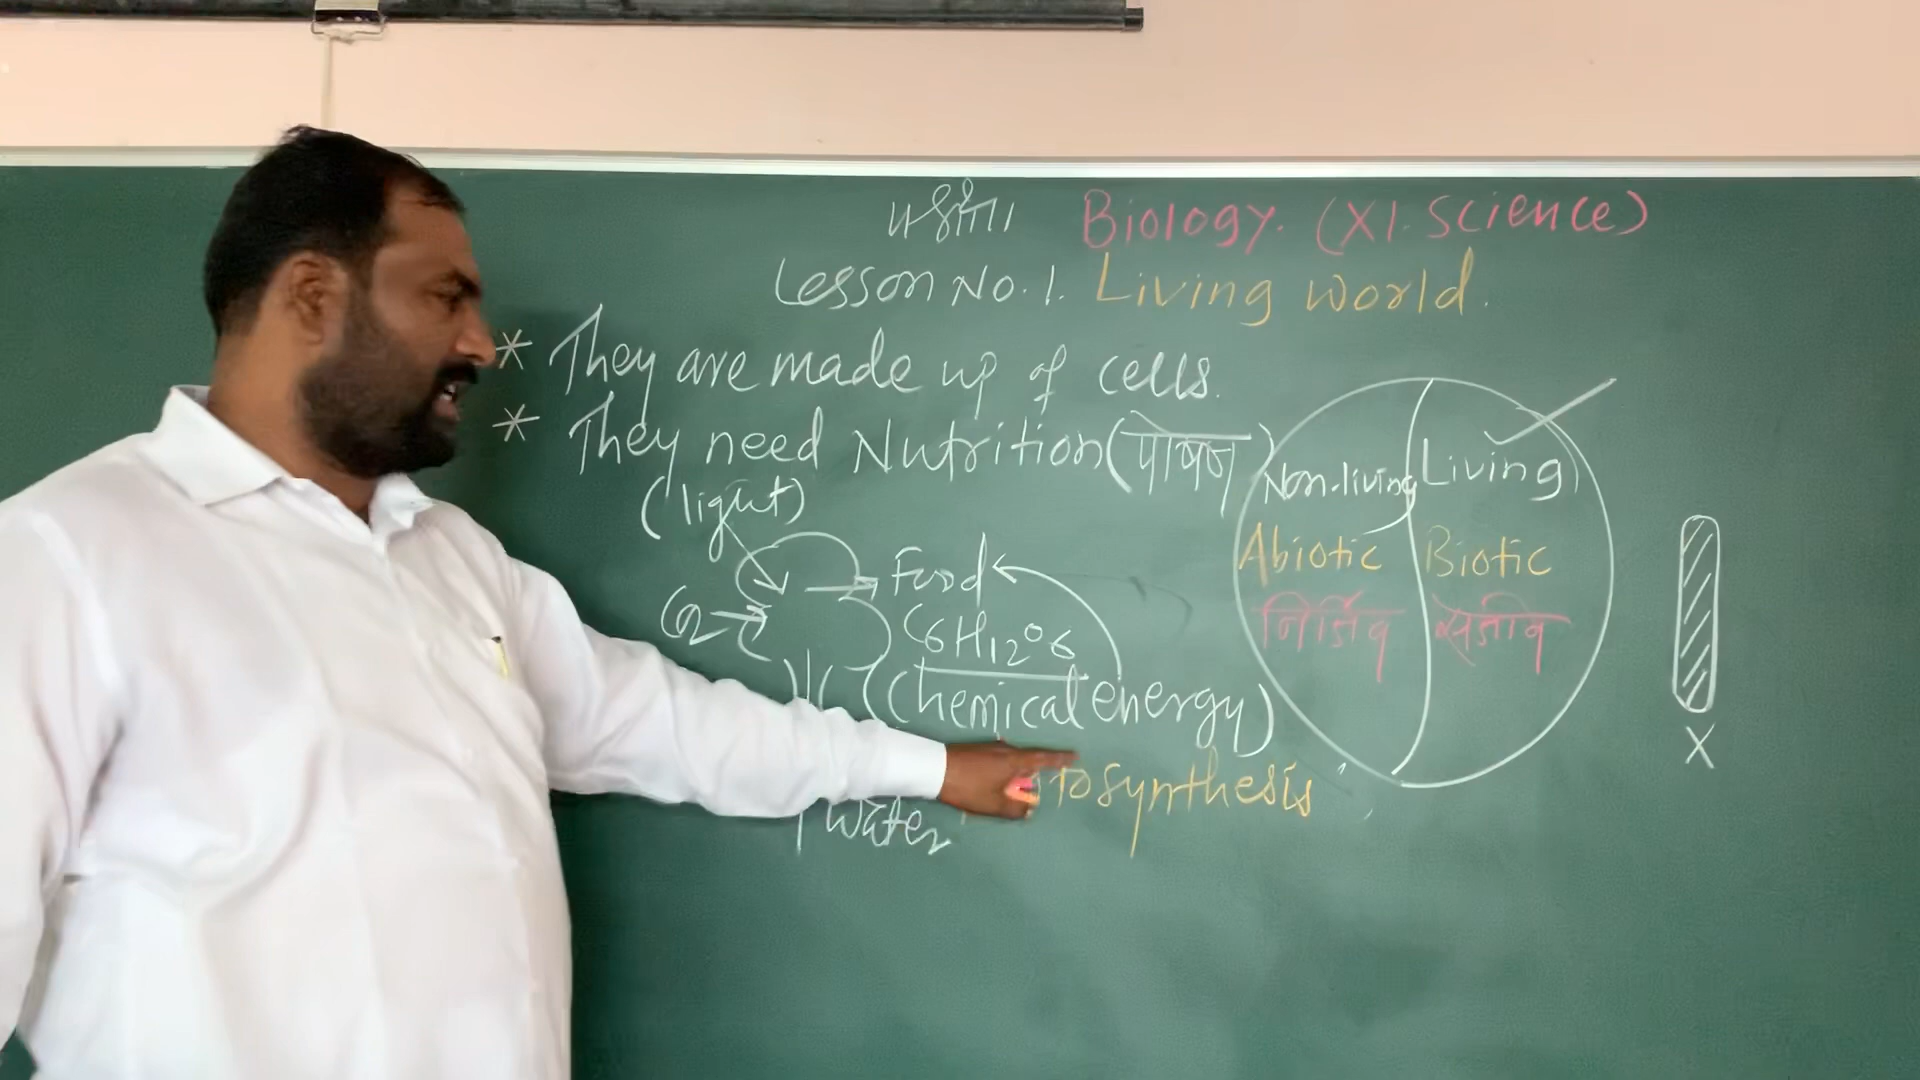 Biology. (XI. Science)
Lesson No. 1. Living world.
* They are made up of cells.
* They need Nutrition (पोषण)
(light)
Food
C6H12O6
(Chemical energy)
tosynthesis
Water
Non-living Living
Abiotic Biotic
निर्जिव सजीव
X